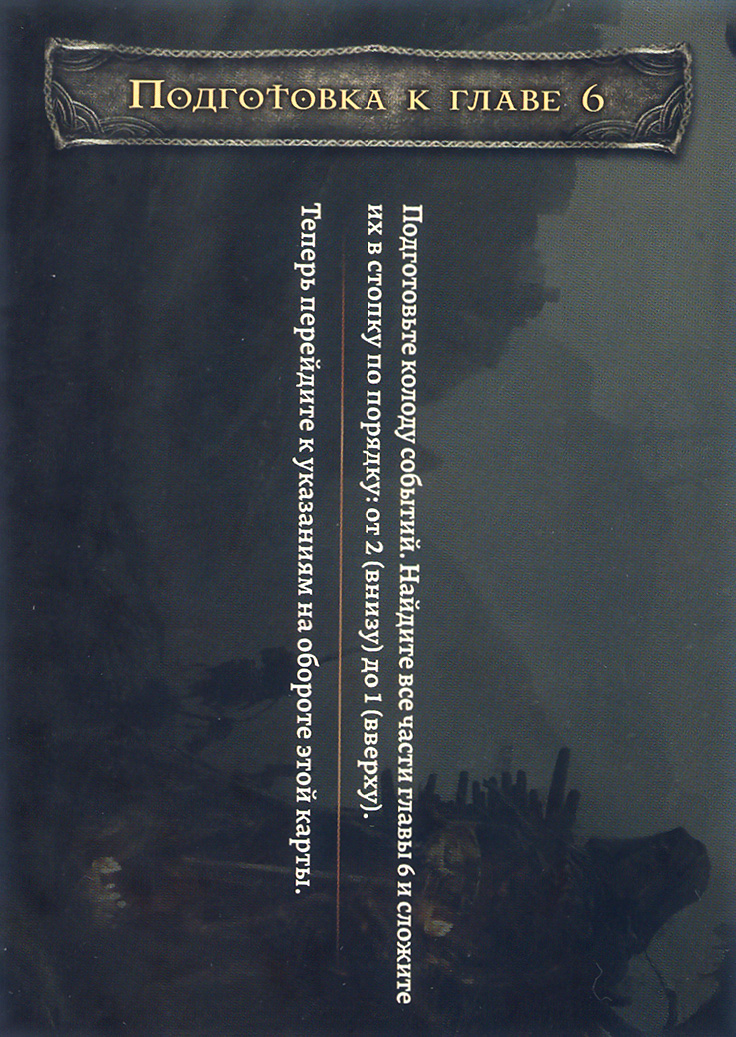 Подготовка к главе 6
Подготовьте колоду событий. Найдите все части главы 6 и сложите
их в стопку по порядку: от 2 (внизу) до 1 (вверху).
Теперь перейдите к указаниям на обороте этой карты.